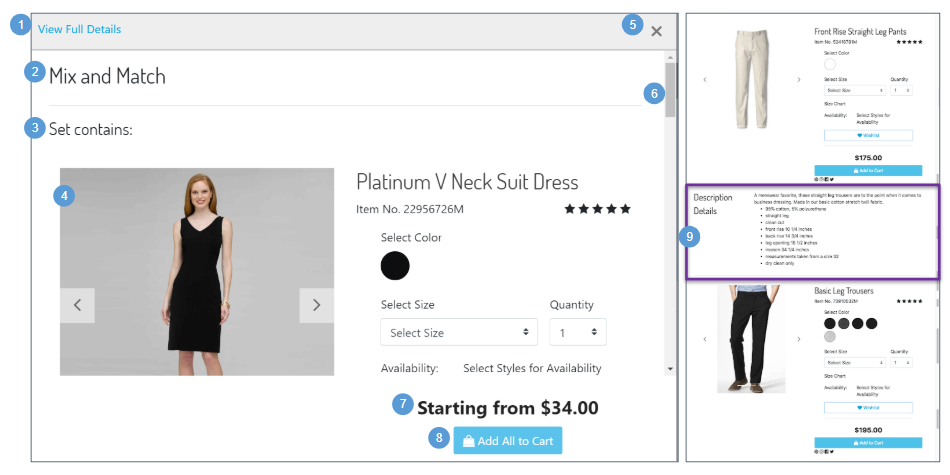 1
View Full Details
5
2
Mix and Match
6
3
Set contains:
4
Platinum V Neck Suit Dress
Item No. 22956726M
Select Color
Select Size
Quantity
Select Size
1
Availability:
Select Styles for Availability
7
Starting from $34.00
8
Add All to Cart
Front Rise Straight Leg Pants
Select Color
Select Size
Quantity
Select Size
1
Size Chart
Availability:
Select Styles for
Availability
Wishlist
$175.00
Add to Cart
9
Description
Details
A menswear favorite, these straight leg trousers are to the point when it comes to
business dressing. Made in our basic cotton stretch twill fabric.
95% cotton, 5% polyurethane
straight leg
clean cut
front rise 10 1/4 inches
back rise 14 3/4 inches
leg opening 16 1/2 inches
inseam 34 1/4 inches
measurements taken from a size 32
dry clean only
Basic Leg Trousers
Item No. 73910532M
Select Color
Select Size
Quantity
Select Size
1
Size Chart
Availability:
Select Styles for
Availability
Wishlist
$195.00
Add to Cart